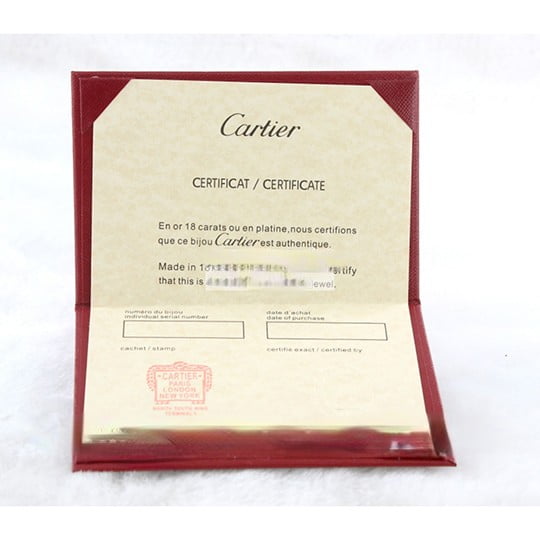 Cartier
CERTIFICAT / CERTIFICATE
En or 18 carats ou en platine,nous certifions
que ce bijou Cartier est authentique.
Made in
that this is ewel.
numéro du bijou
individual serial number
date d'achat
date of purchase
cachet / stamp
certifié exact / certified by
CARTIER
PARIS
LONDON
NEW YORK